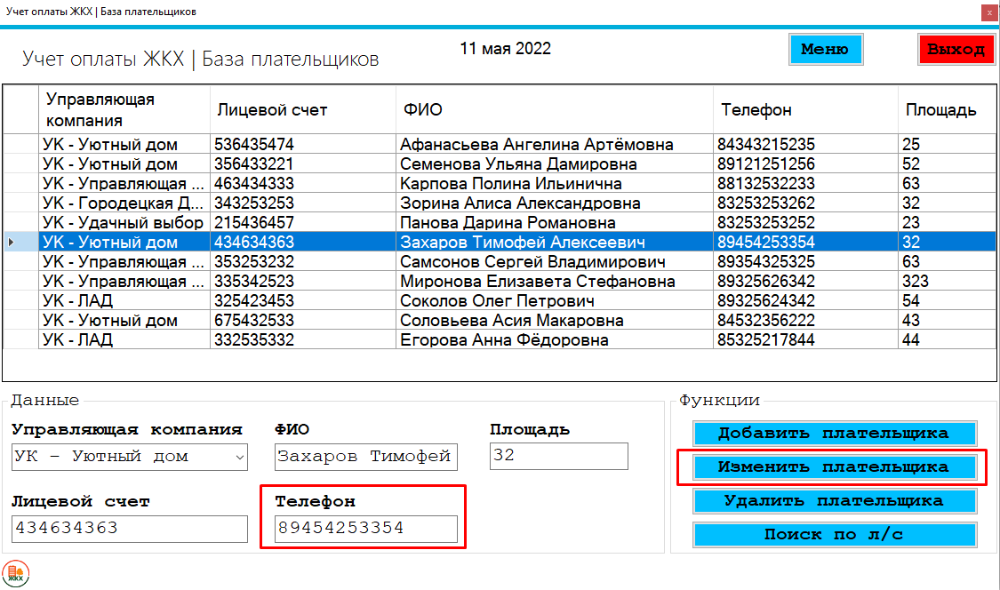 Учет оплаты ЖКХ | База плательщиков
x
Учет оплаты ЖКХ | База плательщиков
11 мая 2022
Меню
Выход
Управляющая компания Лицевой счет ФИО Телефон Площадь
УК - Уютный дом 536435474 Афанасьева Ангелина Артёмовна 84343215235 25
УК - Уютный дом 356433221 Семенова Ульяна Дамировна 89121251256 52
УК - Управляющая ... 463434333 Карпова Полина Ильинична 88132532233 63
УК - Городецкая Д... 343253253 Зорина Алиса Александровна 83253253262 32
УК - Удачный выбор 215436457 Панова Дарина Романовна 83253253252 23
УК - Уютный дом 434634363 Захаров Тимофей Алексеевич 89454253354 32
УК - Управляющая ... 353253232 Самсонов Сергей Владимирович 89354325325 63
УК - Управляющая ... 335342523 Миронова Елизавета Стефановна 89325626342 323
УК - ЛАД 325423453 Соколов Олег Петрович 89325624342 54
УК - Уютный дом 675432533 Соловьева Асия Макаровна 84532356222 43
УК - ЛАД 332535332 Егорова Анна Фёдоровна 85325217844 44
Данные
Управляющая компания ФИО Площадь
УК - Уютный дом Захаров Тимофей 32
Лицевой счет Телефон
434634363 89454253354
Функции
Добавить плательщика
Изменить плательщика
Удалить плательщика
Поиск по л/с
ЖКХ